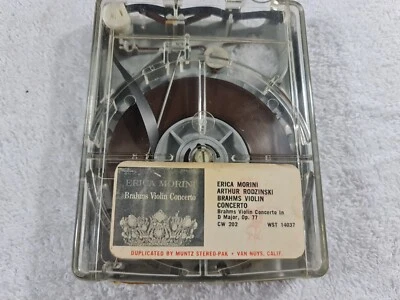 ERICA MORINI
Brahms Violin Concerto
ERICA MORINI
ARTHUR RODZINSKI
BRAHMS VIOLIN
CONCERTO
Brahms Violin Concerto in
D Major, Op. 77
CW 202 WST 14037
DUPLICATED BY MUNTZ STEREO-PAK • VAN NUYS, CALIF.